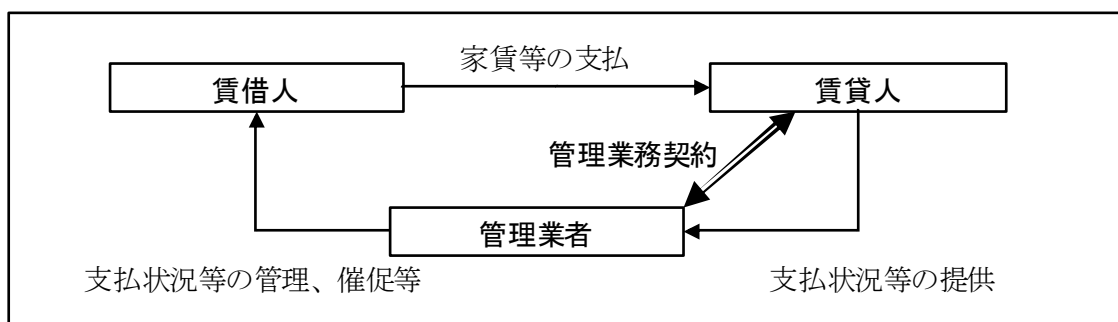 家賃等の支払
賃借人
賃貸人
管理業務契約
管理業者
支払状況等の管理、催促等
支払状況等の提供